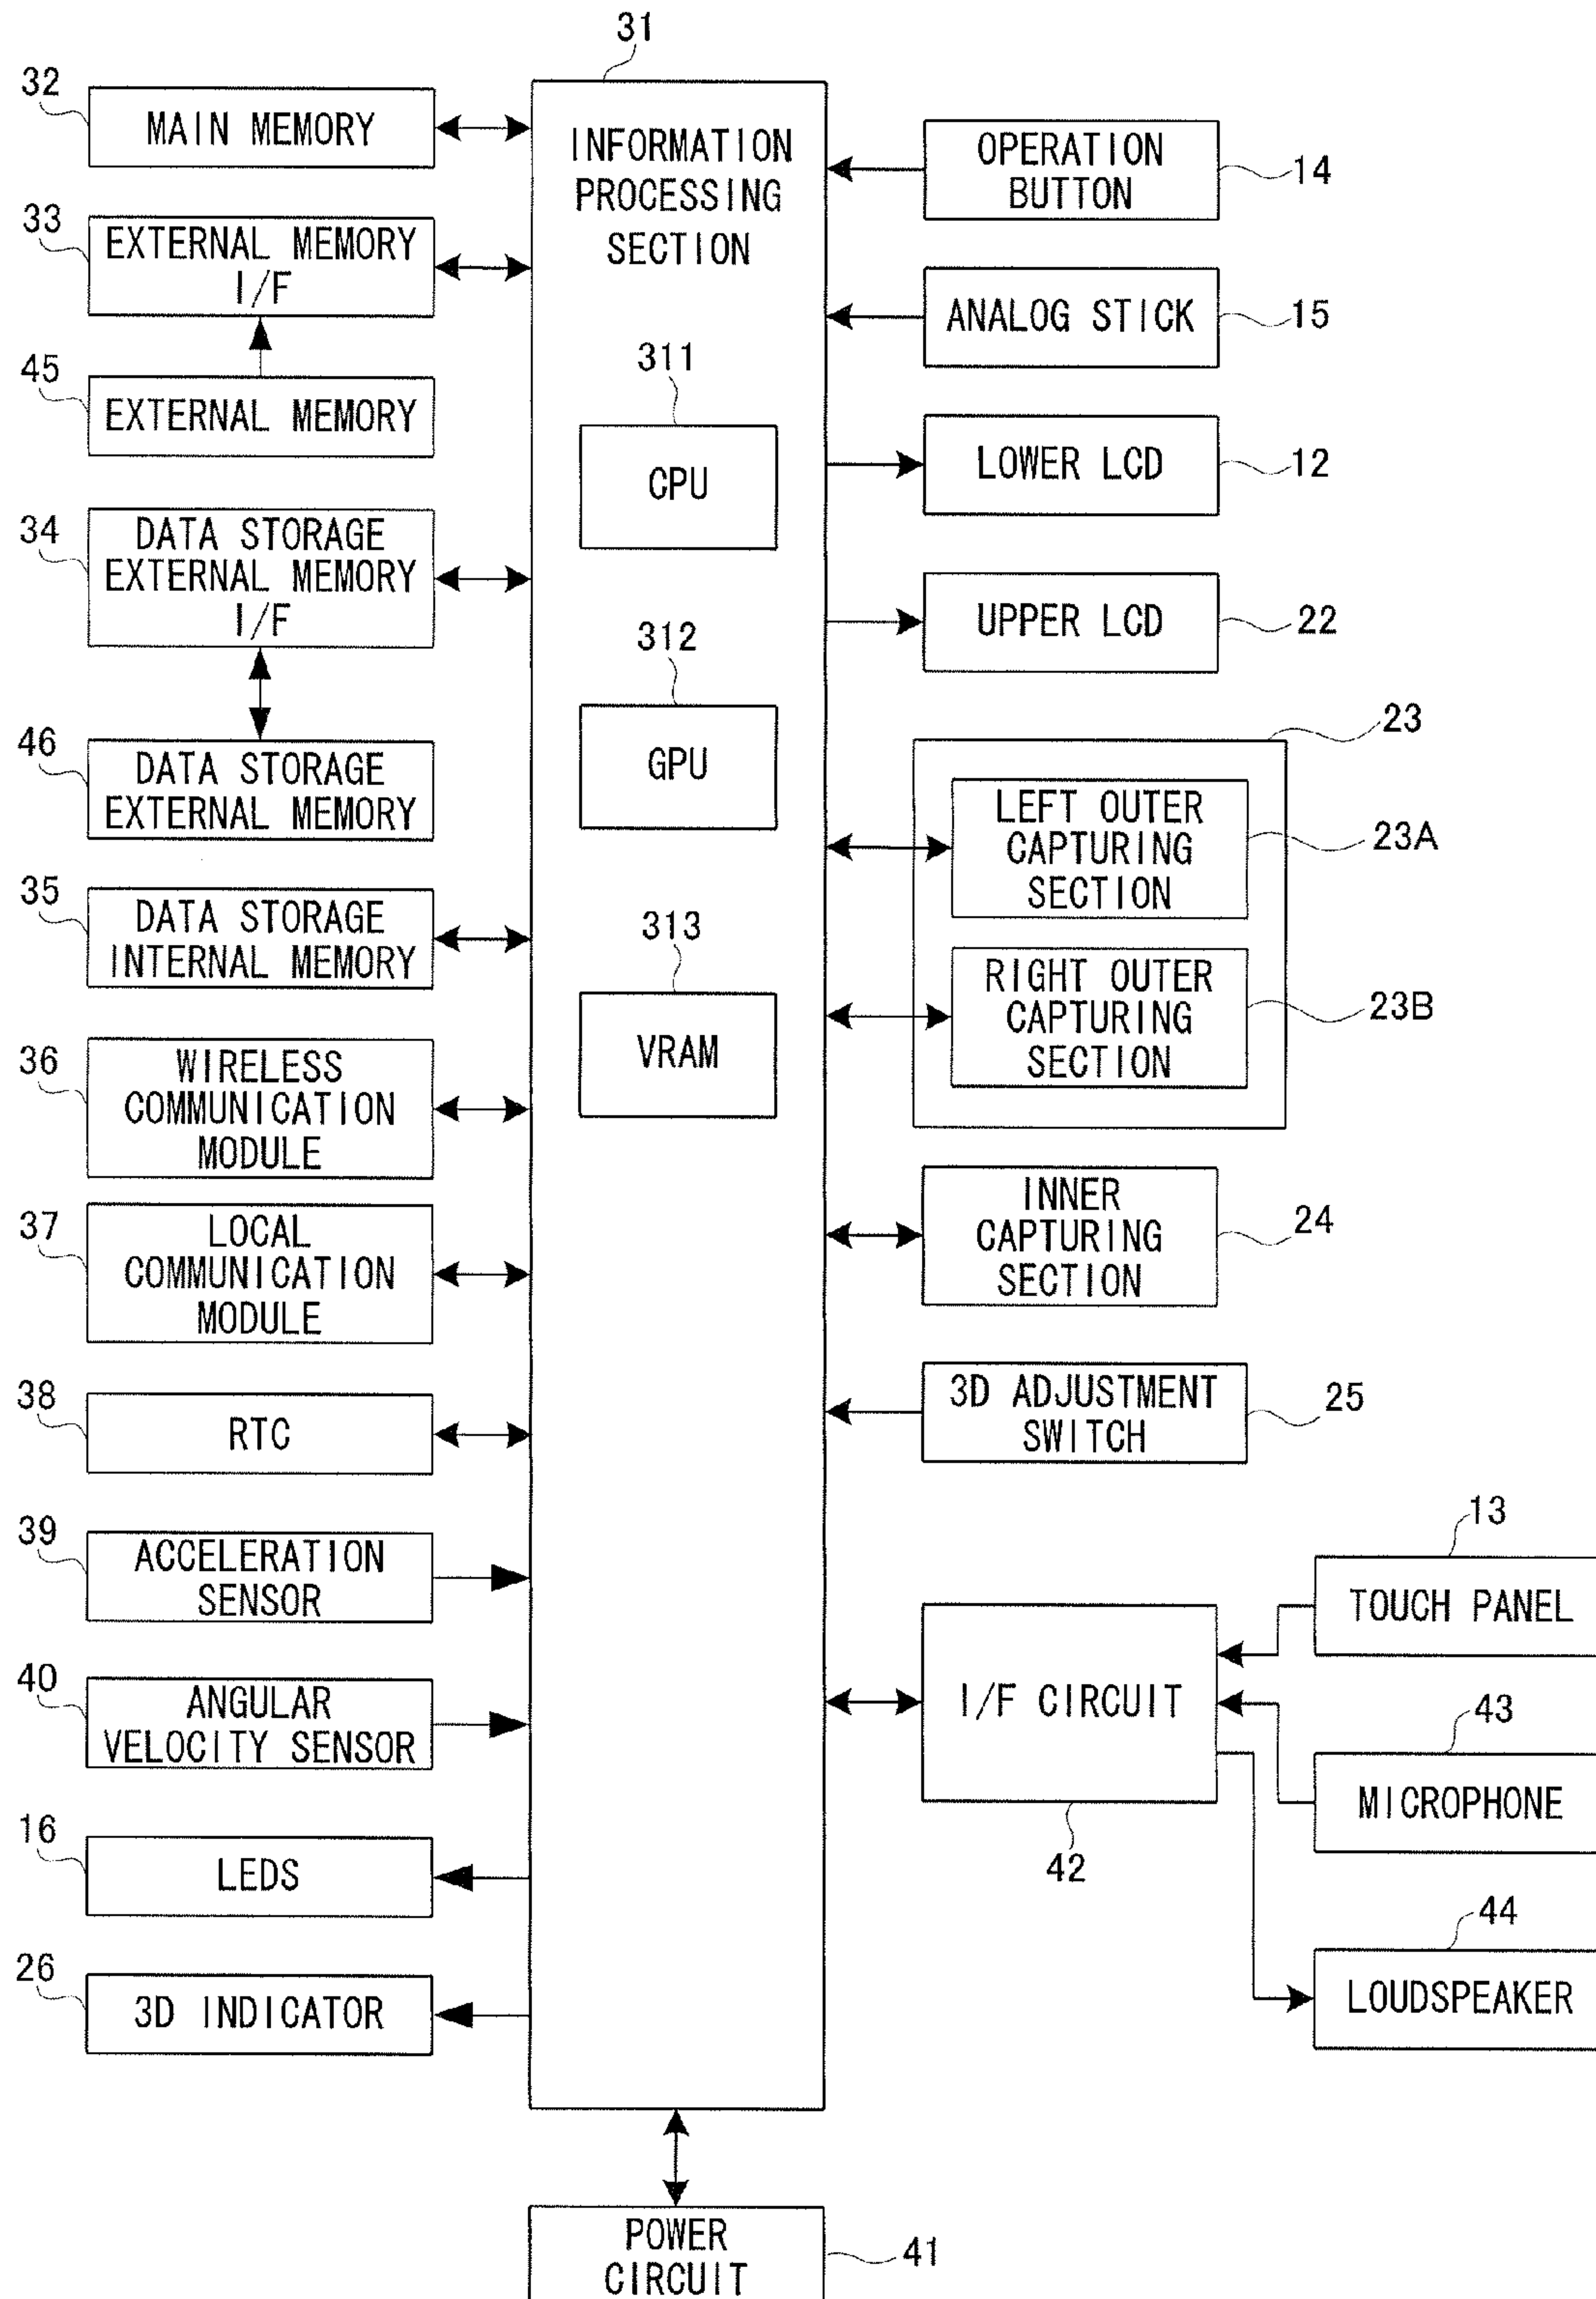 31
32
MAIN MEMORY
33
EXTERNAL MEMORY
I/F
45
EXTERNAL MEMORY
34
DATA STORAGE
EXTERNAL MEMORY
I/F
46
DATA STORAGE
EXTERNAL MEMORY
35
DATA STORAGE
INTERNAL MEMORY
36
WIRELESS
COMMUNICATION
MODULE
37
LOCAL
COMMUNICATION
MODULE
38
RTC
39
ACCELERATION
SENSOR
40
ANGULAR
VELOCITY SENSOR
16
LEDS
26
3D INDICATOR
INFORMATION
PROCESSING
SECTION
311
CPU
312
GPU
313
VRAM
OPERATION
BUTTON
14
ANALOG STICK
15
LOWER LCD
12
UPPER LCD
22
23
LEFT OUTER
CAPTURING
SECTION
23A
RIGHT OUTER
CAPTURING
SECTION
23B
INNER
CAPTURING
SECTION
24
3D ADJUSTMENT
SWITCH
25
13
TOUCH PANEL
I/F CIRCUIT
42
43
MICROPHONE
44
LOUDSPEAKER
POWER
CIRCUIT
41